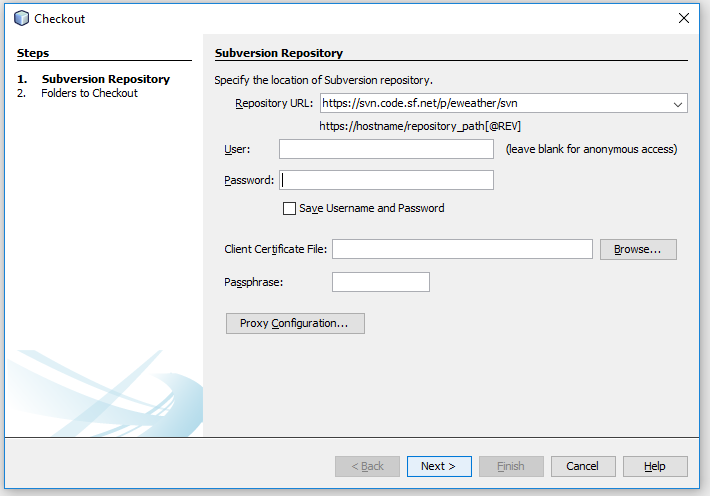 Checkout
Steps
1. Subversion Repository
2. Folders to Checkout
Subversion Repository
Specify the location of Subversion repository.
Repository URL: https://svn.code.sf.net/p/eweather/svn
https://hostname/repository_path[@REV]
User: (leave blank for anonymous access)
Password:
Save Username and Password
Client Certificate File: Browse...
Passphrase:
Proxy Configuration...
< Back Next > Finish Cancel Help